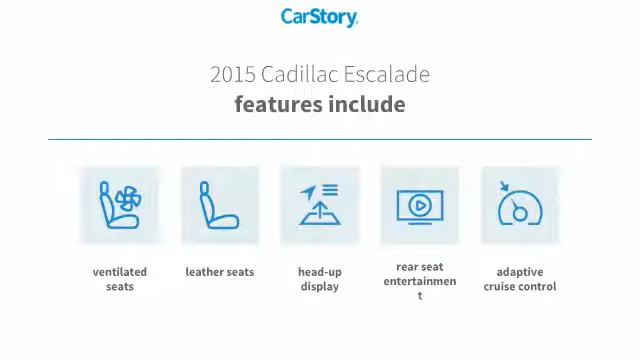 CarStory
2015 Cadillac Escalade
features include
ventilated
seats
leather seats
head-up
display
rear seat
entertainmen
t
adaptive
cruise control